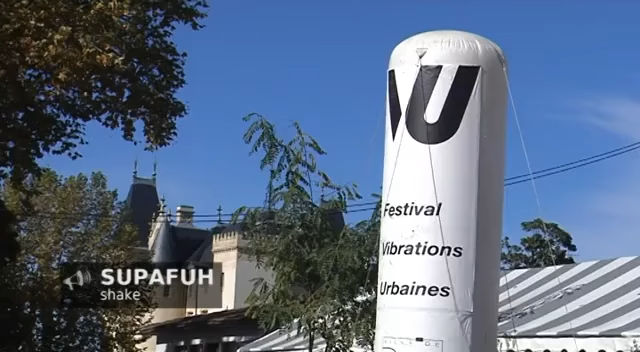 VU
Festival
Vibrations
Urbaines
SUPAFUH
shake